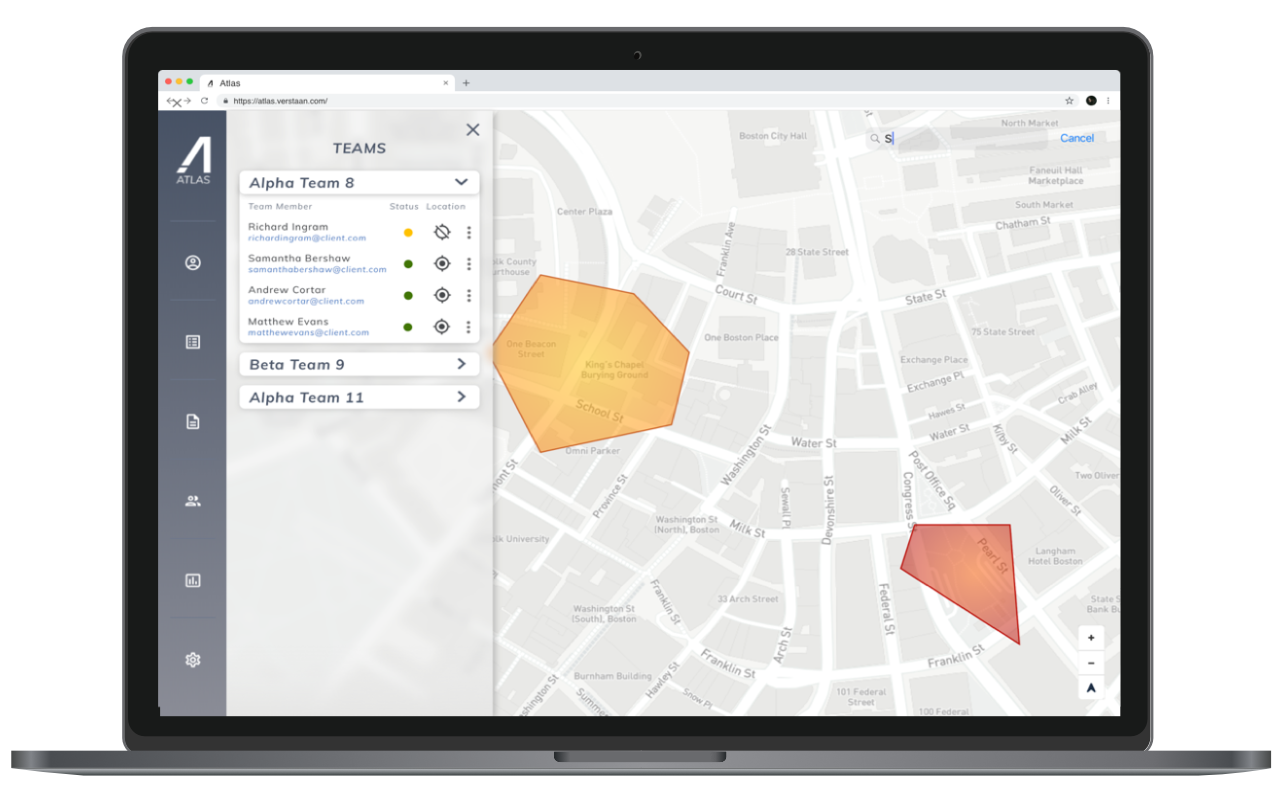 Atlas
https://atlas.verstaan.com/
ATLAS
TEAMS
Alpha Team 8
Team Member Status Location
Richard Ingram
richardingram@client.com
Samantha Bershaw
samanthabershaw@client.com
Andrew Cortar
andrewcortar@client.com
Matthew Evans
matthewevans@client.com
Beta Team 9
Alpha Team 11
S
Cancel
North Market
Boston City Hall
Faneuil Hall
Marketplace
South Market
Chatham St
Center Plaza
Franklin Ave
28 State Street
County
Court St
State St
One Boston Place
75 State Street
One Beacon
Street
King's Chapel
Burying Ground
Exchange Place
Exchange Pl
Crab Alley
School St
Hawes St
Water St
Water St
Kilby St
Milk St
Omni Parker
Washington St
Post Office Sq
Two Oliver
Province St
Sewall Pl
Devonshire St
Congress St
Oliver St
Washington St
(North), Boston
Milk St
University
Pearl St
Langham
Hotel Boston
Franklin St
33 Arch Street
Federal St
State S
Bank Bu
Washington St
(South), Boston
Arch St
Franklin St
Franklin St
Burnham Building
Hawley St
Snow Pl
Summe
101 Federal
Street
100 Federal